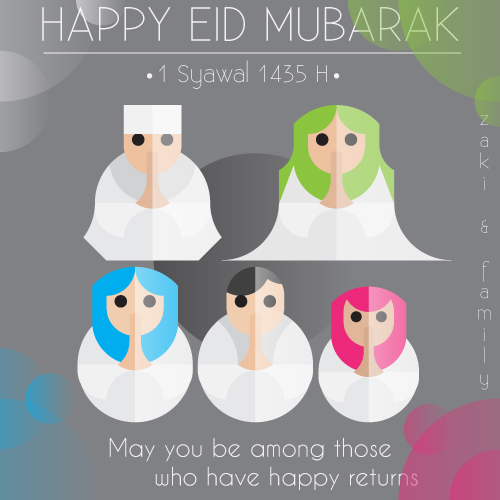 HAPPY EID MUBARAK
• 1 Syawal 1435 H •
zaki & family
May you be among those
who have happy returns